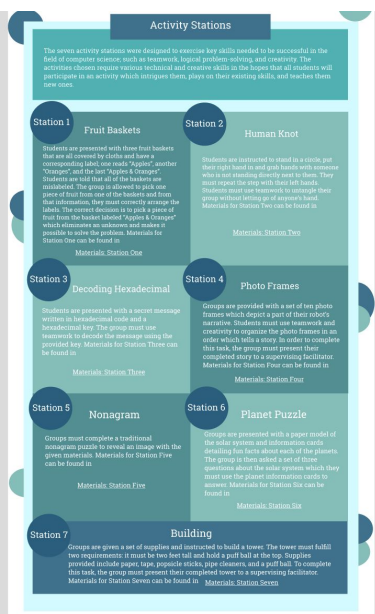 Activity Stations
The seven activity stations were designed to exercise key skills needed to be successful in the
field of computer science, such as teamwork, logical problem-solving, and creativity. The
activities chosen require various technical and creative skills in the hopes that all students will
participate in an activity which intrigues them, plays on their existing skills, and teaches them
new ones.
Station 1
Fruit Baskets
Students are presented with three fruit baskets
that are all covered by cloths and have a
corresponding label, one reads "Apples", another
"Oranges", and the last "Apples & Oranges".
Students are told that all of the baskets are
mislabeled. The group is allowed to pick one
piece of fruit from one of the baskets and from
that information, they must correctly arrange the
labels. The correct decision is to pick a piece of
fruit from the basket labeled "Apples & Oranges"
which eliminates an unknown and makes it
possible to solve the problem. Materials for
Station One can be found in
Materials: Station One
Station 2
Human Knot
Students are instructed to stand in a circle, put
their right hand in and grab hands with someone
who is not standing directly next to them. They
must repeat the step with their left hands.
Students must use teamwork to untangle their
group without letting go of anyone's hand.
Materials for Station Two can be found in
Materials: Station Two
Station 3
Decoding Hexadecimal
Students are presented with a secret message
written in hexadecimal code and a
hexadecimal key. The group must use
teamwork to decode the message using the
provided key. Materials for Station Three can
be found in
Materials: Station Three
Station 4
Photo Frames
Groups are provided with a set of ten photo
frames which depict a part of their robot's
narrative. Students must use teamwork and
creativity to organize the photo frames in an
order which tells a story. In order to complete
this task, the group must present their
completed story to a supervising facilitator.
Materials for Station Four can be found in
Materials: Station Four
Station 5
Nonagram
Groups must complete a traditional
nonagram puzzle to reveal an image with the
given materials. Materials for Station Five
can be found in
Materials: Station Five
Station 6
Planet Puzzle
Groups are presented with a paper model of
the solar system and information cards
detailing fun facts about each of the planets.
The group is then asked a set of three
questions about the solar system which they
must use the planet information cards to
answer. Materials for Station Six can be
found in
Materials: Station Six
Station 7
Building
Groups are given a set of supplies and instructed to build a tower. The tower must fulfill
two requirements: it must be two feet tall and hold a puff ball at the top. Supplies
provided include paper, tape, popsicle sticks, pipe cleaners, and a puff ball. To complete
this task, the group must present their completed tower to a supervising facilitator.
Materials for Station Seven can be found in Materials: Station Seven